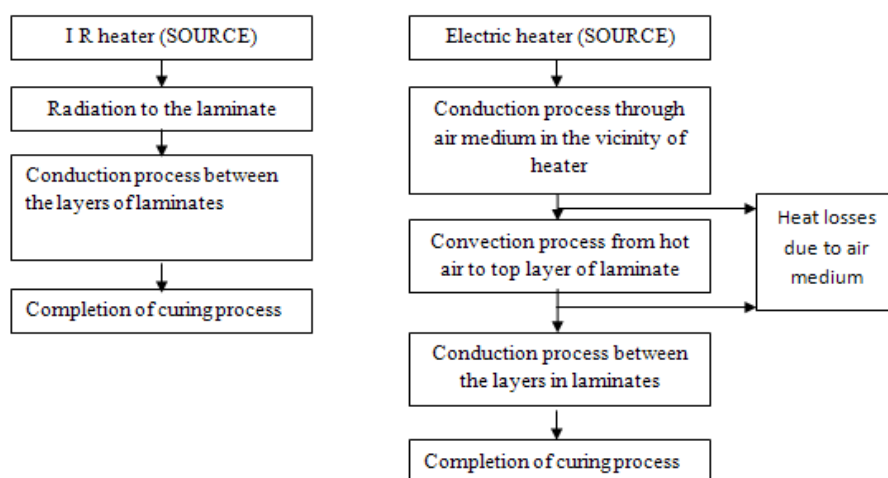 I R heater (SOURCE)
Radiation to the laminate
Conduction process between
the layers of laminates
Completion of curing process
Electric heater (SOURCE)
Conduction process through
air medium in the vicinity of
heater
Convection process from hot
air to top layer of laminate
Conduction process between
the layers in laminates
Completion of curing process
Heat losses
due to air
medium